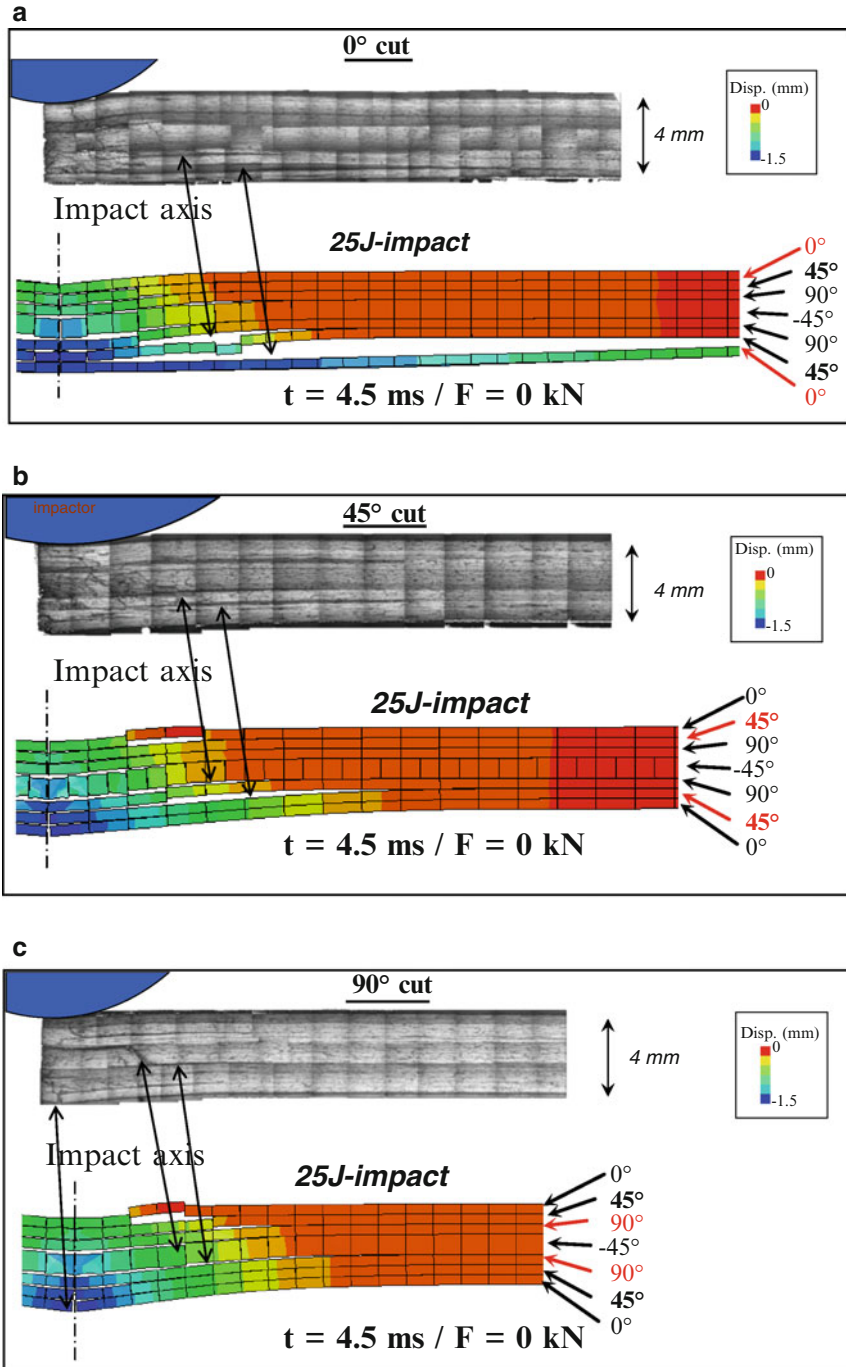 a
0° cut
Disp. (mm)
0
-1.5
4 mm
Impact axis
25J-impact
0°
45°
90°
-45°
90°
45°
0°
t = 4.5 ms / F = 0 kN
b
impactor
45° cut
Disp. (mm)
0
-1.5
4 mm
Impact axis
25J-impact
0°
45°
90°
-45°
90°
45°
0°
t = 4.5 ms / F = 0 kN
c
90° cut
Disp. (mm)
0
-1.5
4 mm
Impact axis
25J-impact
0°
45°
90°
-45°
90°
45°
0°
t = 4.5 ms / F = 0 kN